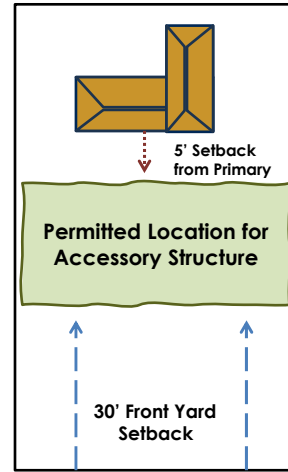 5’ Setback
from Primary
Permitted Location for
Accessory Structure
30’ Front Yard
Setback